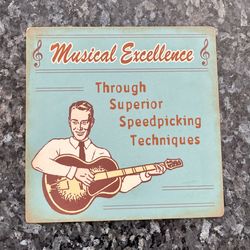 Musical Excellence
Through
Superior
Speedpicking
Techniques